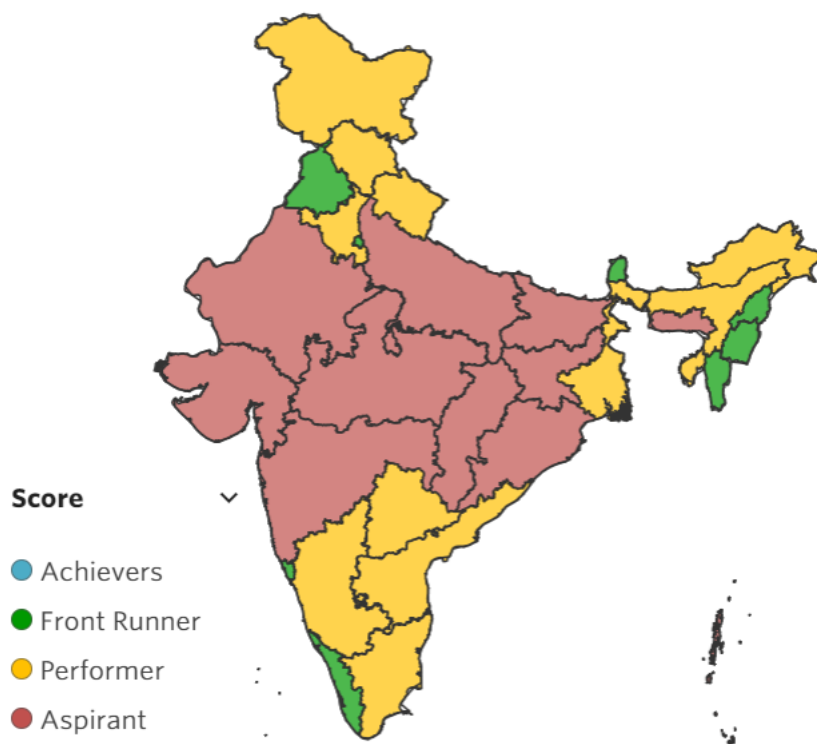 Score
Achievers
Front Runner
Performer
Aspirant